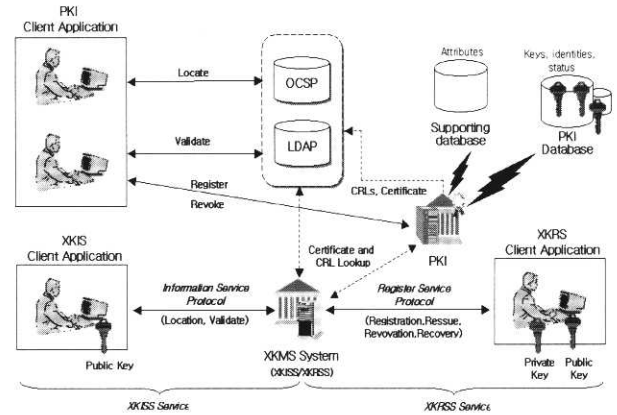 PKI
Client Application
Attributes
Keys, identities,
status
Locate
OCSP
Supporting
database
PKI
Database
Validate
LDAP
Register
Revoke
CRLs, Certificate
PKI
XKIS
Client Application
Certificate and
CRL Lookup
XKRS
Client Application
Information Service
Protocol
(Location, Validate)
Register Service
Protocol
(Registration,Ressue,
Revovation,Recovery)
Public Key
XKMS System
(XKISS/XKRSS)
Private
Key
Public
Key
XKISS Service
XKRSS Service